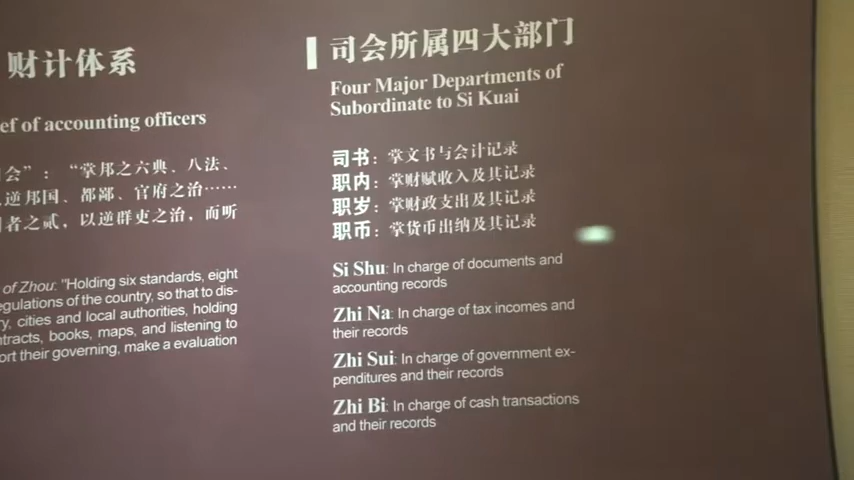 财计体系
ef of accounting officers
会”：“掌邦之六典、八法、
逆邦国、都鄙、官府之治……
者之贰，以逆群吏之治，而听
of Zhou: "Holding six standards, eight
egulations of the country, so that to dis-
ry, cities and local authorities, holding
ntracts, books, maps, and listening to
ort their governing, make a evaluation
司会所属四大部门
Four Major Departments of
Subordinate to Si Kuai
司书：掌文书与会计记录
职内：掌财赋收入及其记录
职岁：掌财政支出及其记录
职币：掌货币出纳及其记录
Si Shu: In charge of documents and
accounting records
Zhi Na: In charge of tax incomes and
their records
Zhi Sui: In charge of government ex-
penditures and their records
Zhi Bi: In charge of cash transactions
and their records